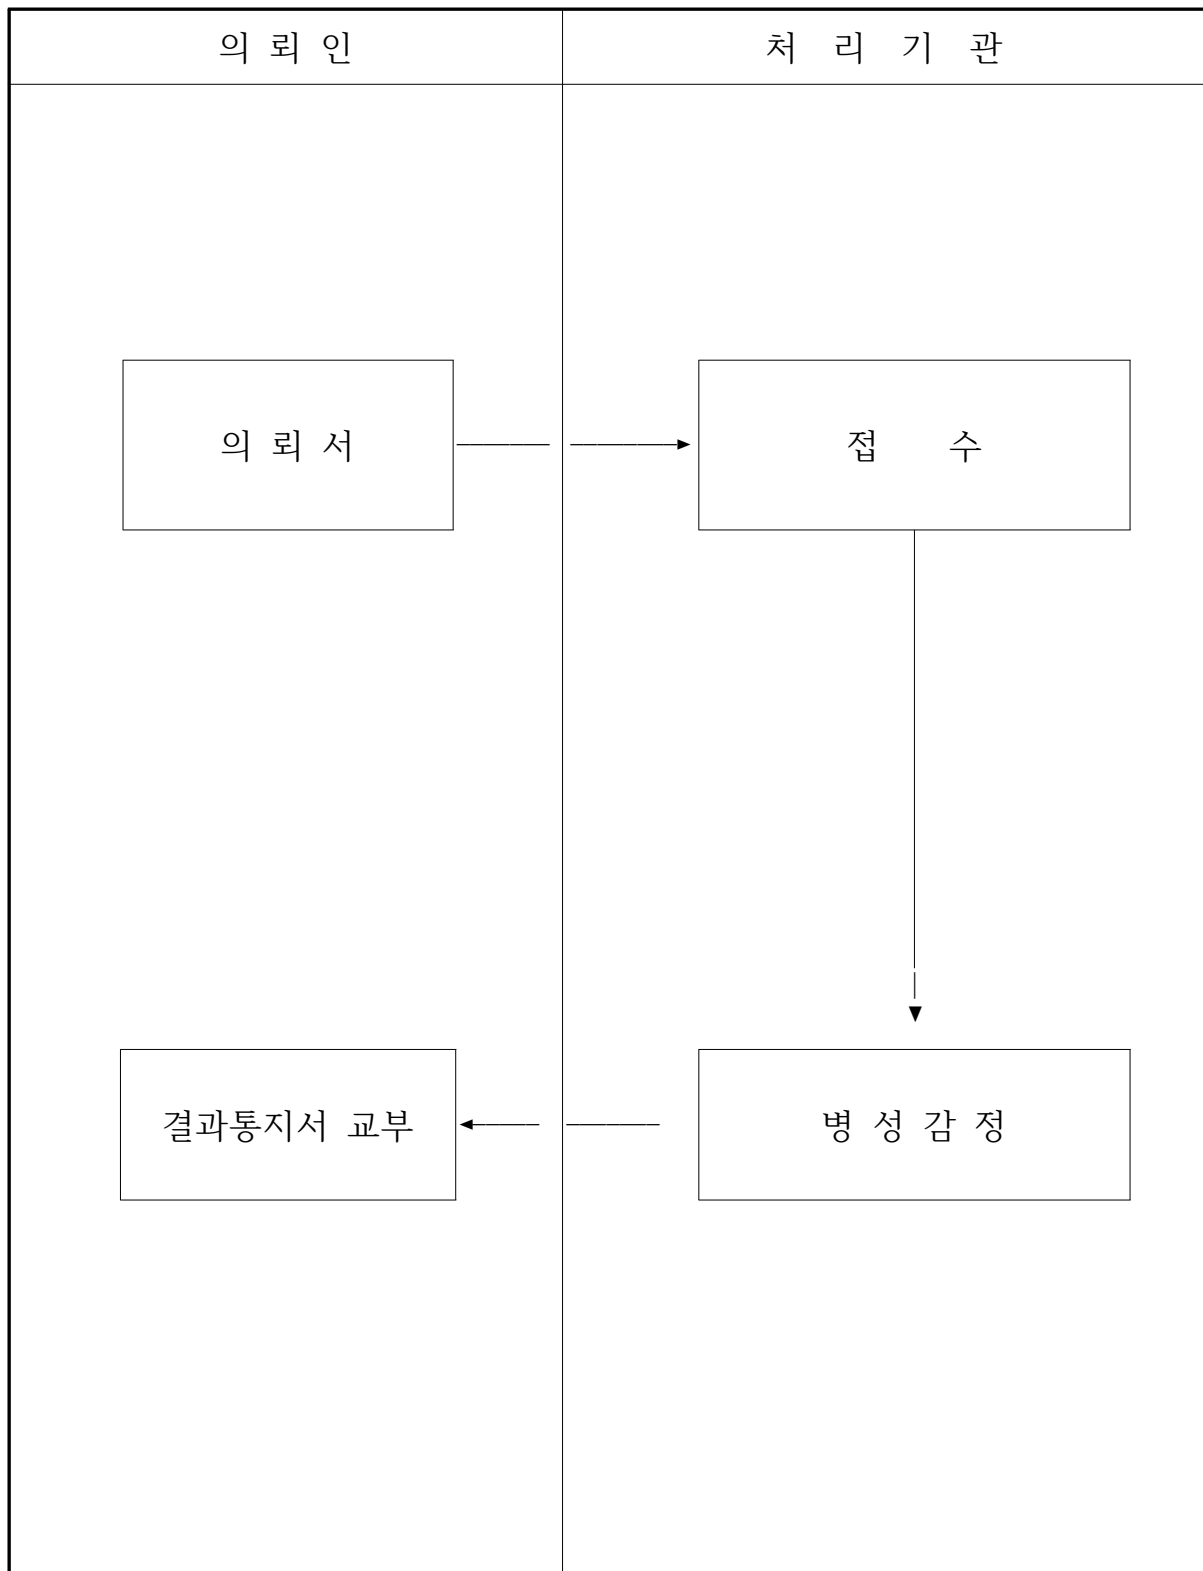 의 뢰 인
처 리 기 관
의 뢰 서
접 수
결과통지서 교부
병 성 감 정